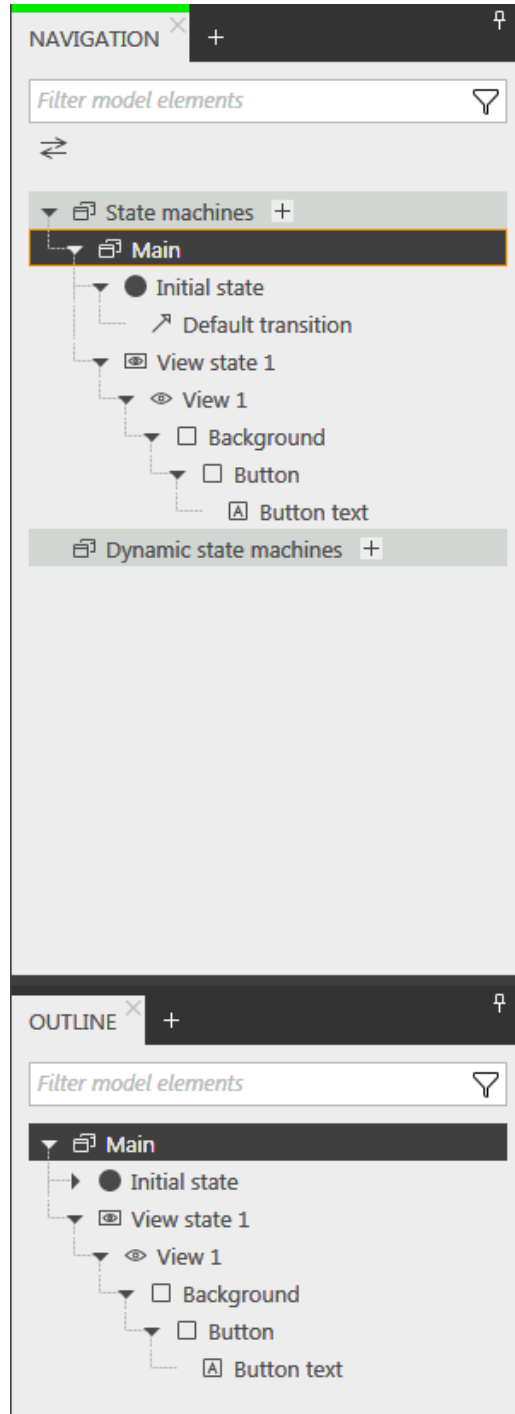 NAVIGATION
Filter model elements
State machines
Main
Initial state
Default transition
View state 1
View 1
Background
Button
A Button text
Dynamic state machines
OUTLINE
Filter model elements
Main
Initial state
View state 1
View 1
Background
Button
A Button text